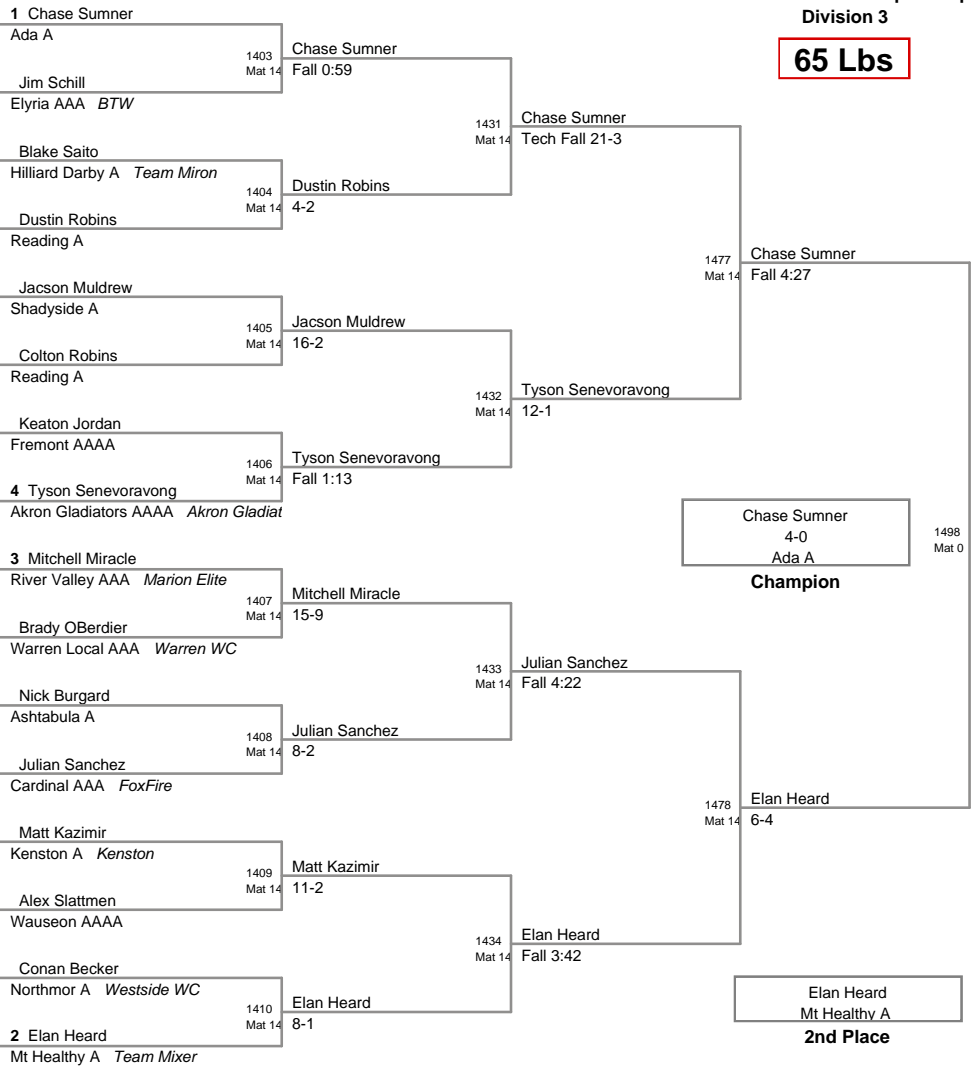 1 Chase Sumner
Ada A
1403
Mat 14
Chase Sumner
Fall 0:59
Jim Schill
Elyria AAA BTW
1431
Mat 14
Chase Sumner
Tech Fall 21-3
Blake Saito
Hilliard Darby A Team Miron
1404
Mat 14
Dustin Robins
4-2
Dustin Robins
Reading A
1477
Mat 14
Chase Sumner
Fall 4:27
Jacson Muldrew
Shadyside A
1405
Mat 14
Jacson Muldrew
16-2
Colton Robins
Reading A
1432
Mat 14
Tyson Senevoravong
12-1
Keaton Jordan
Fremont AAAA
1406
Mat 14
Tyson Senevoravong
Fall 1:13
4 Tyson Senevoravong
Akron Gladiators AAAA Akron Gladiat
Division 3
65 Lbs
Chase Sumner
4-0
Ada A
Champion
1498
Mat 0
3 Mitchell Miracle
River Valley AAA Marion Elite
1407
Mat 14
Mitchell Miracle
15-9
Brady OBerdier
Warren Local AAA Warren WC
1433
Mat 14
Julian Sanchez
Fall 4:22
Nick Burgard
Ashtabula A
1408
Mat 14
Julian Sanchez
8-2
Julian Sanchez
Cardinal AAA FoxFire
1478
Mat 14
Elan Heard
6-4
Matt Kazimir
Kenston A Kenston
1409
Mat 14
Matt Kazimir
11-2
Alex Slattmen
Wauseon AAAA
1434
Mat 14
Elan Heard
Fall 3:42
Conan Becker
Northmor A Westside WC
1410
Mat 14
Elan Heard
8-1
2 Elan Heard
Mt Healthy A Team Mixer
Elan Heard
Mt Healthy A
2nd Place